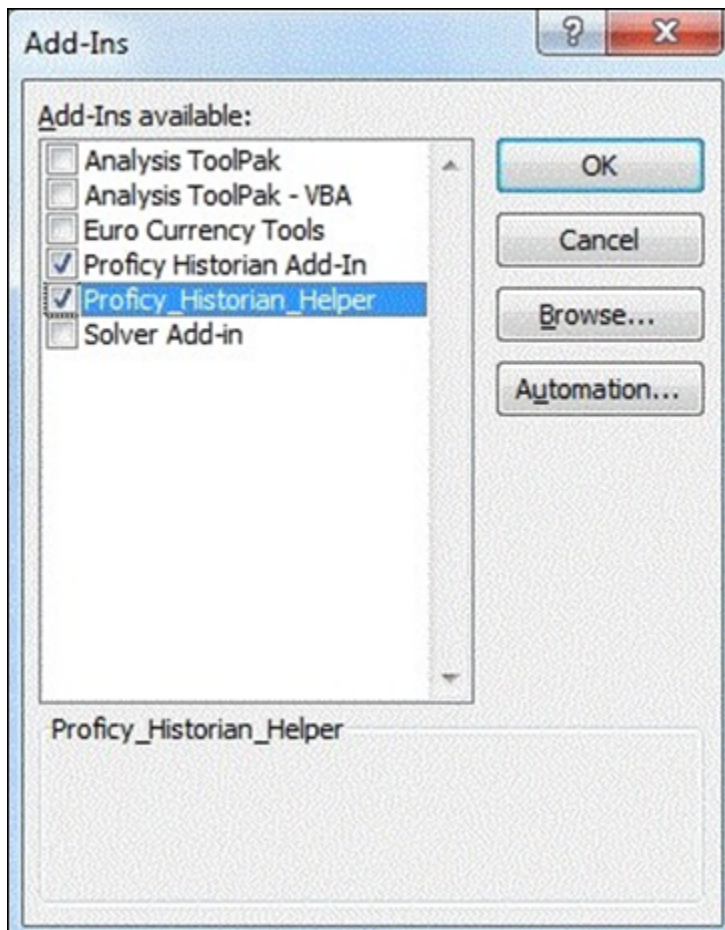 Add-Ins
Add-Ins available:
Analysis ToolPak
Analysis ToolPak - VBA
Euro Currency Tools
Proficy Historian Add-In
Proficy_Historian_Helper
Solver Add-in
OK
Cancel
Browse...
Automation...
Proficy_Historian_Helper